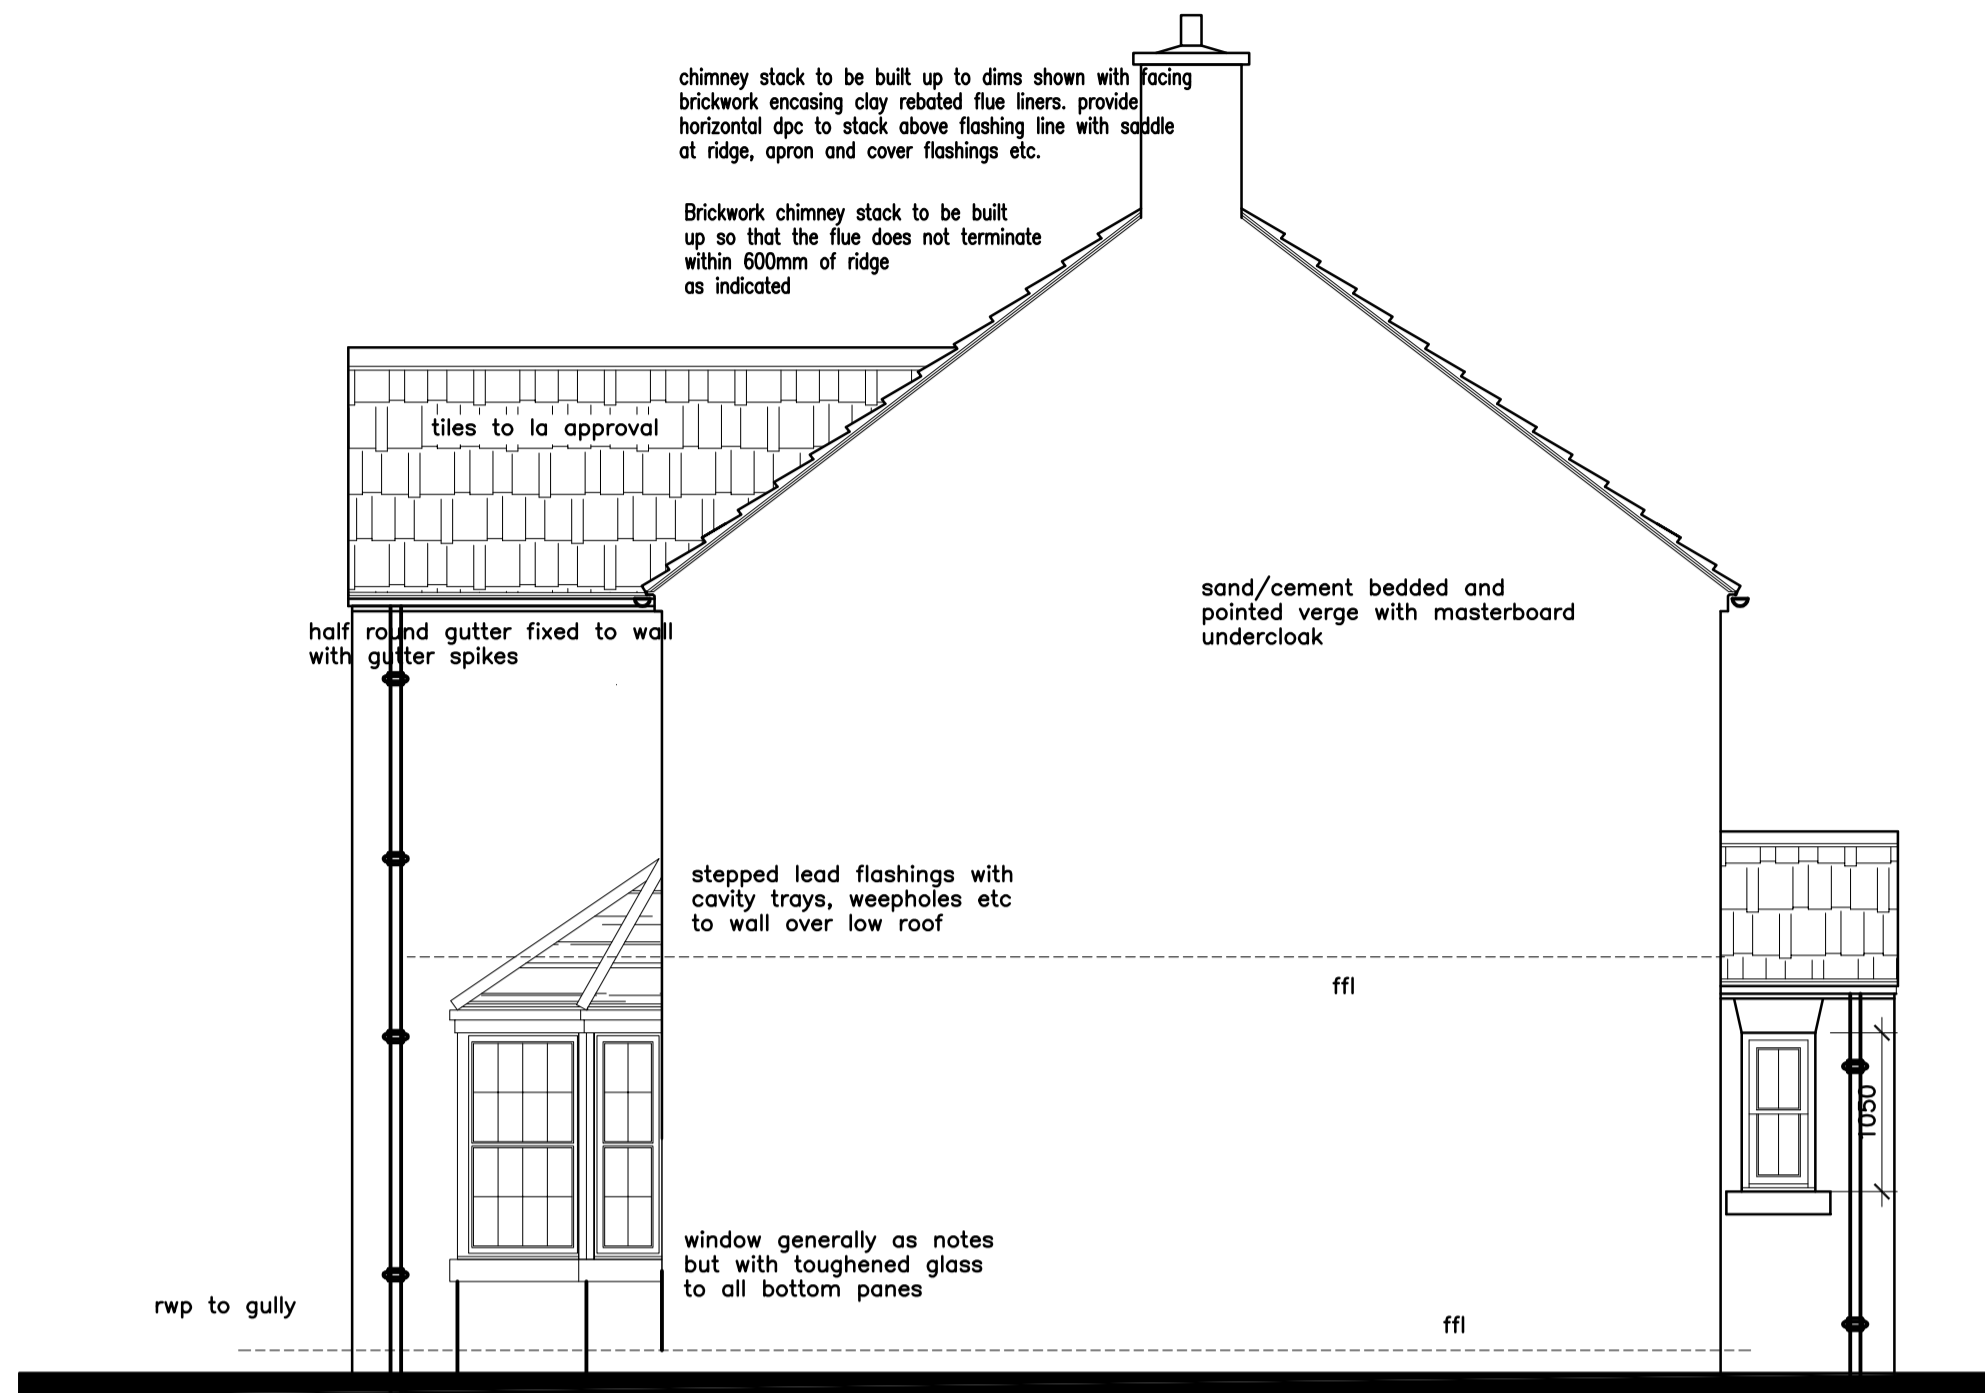 chimney stack to be built up to dims shown with facing
brickwork encasing clay rebated flue liners. provide
horizontal dpc to stack above flashing line with saddle
at ridge, apron and cover flashings etc.
Brickwork chimney stack to be built
up so that the flue does not terminate
within 600mm of ridge
as indicated
tiles to la approval
half round gutter fixed to wall
with gutter spikes
sand/cement bedded and
pointed verge with masterboard
undercloak
stepped lead flashings with
cavity trays, weepholes etc
to wall over low roof
ffl
1050
window generally as notes
but with toughened glass
to all bottom panes
rwp to gully
ffl